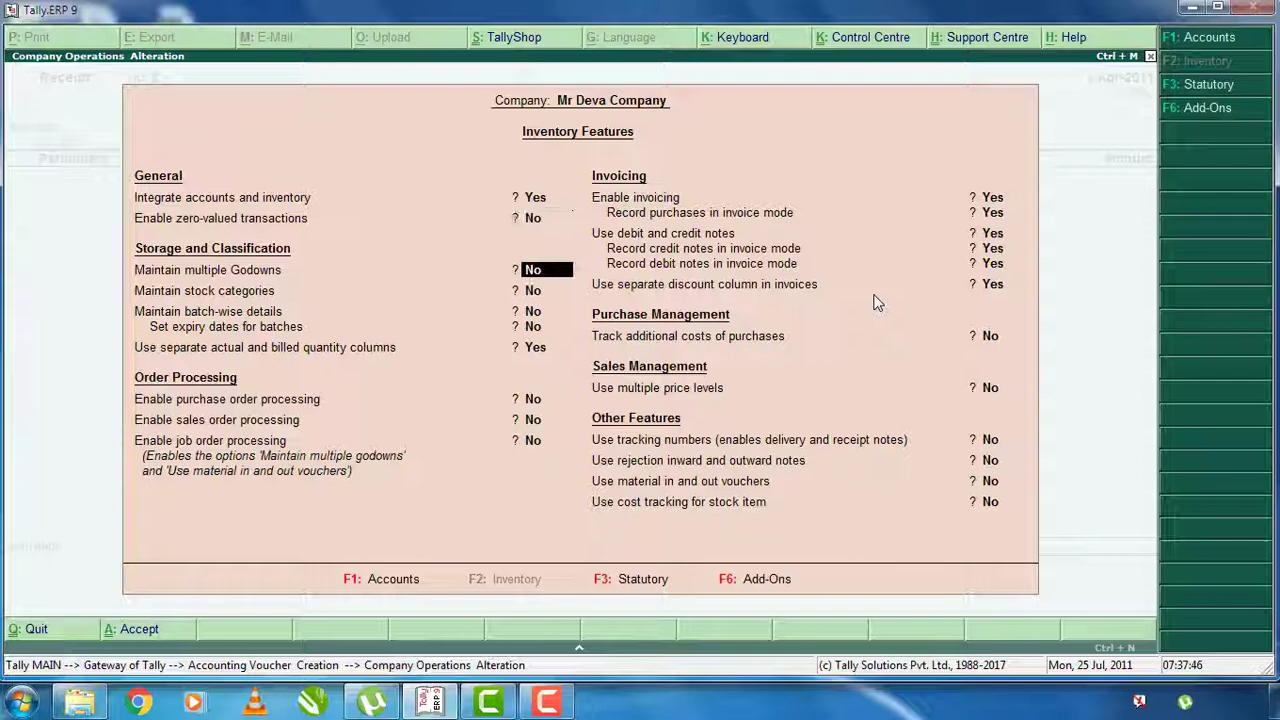 Tally.ERP 9
P: Print
E: Export
M: E-Mail
O: Upload
S: TallyShop
G: Language
K: Keyboard
K: Control Centre
H: Support Centre
H: Help
F1: Accounts
F2: Inventory
F3: Statutory
F6: Add-Ons
Company Operations Alteration
Ctrl + M
Receipt
Company: Mr Deva Company
Inventory Features
General
Integrate accounts and inventory ? Yes
Enable zero-valued transactions ? No
Storage and Classification
Maintain multiple Godowns ? No
Maintain stock categories ? No
Maintain batch-wise details ? No
Set expiry dates for batches ? No
Use separate actual and billed quantity columns ? Yes
Order Processing
Enable purchase order processing ? No
Enable sales order processing ? No
Enable job order processing ? No
(Enables the options 'Maintain multiple godowns'
and 'Use material in and out vouchers')
Invoicing
Enable invoicing ? Yes
Record purchases in invoice mode ? Yes
Use debit and credit notes ? Yes
Record credit notes in invoice mode ? Yes
Record debit notes in invoice mode ? Yes
Use separate discount column in invoices ? Yes
Purchase Management
Track additional costs of purchases ? No
Sales Management
Use multiple price levels ? No
Other Features
Use tracking numbers (enables delivery and receipt notes) ? No
Use rejection inward and outward notes ? No
Use material in and out vouchers ? No
Use cost tracking for stock item ? No
F1: Accounts
F2: Inventory
F3: Statutory
F6: Add-Ons
Q: Quit
A: Accept
Ctrl + N
Tally MAIN --> Gateway of Tally --> Accounting Voucher Creation --> Company Operations Alteration
(c) Tally Solutions Pvt. Ltd., 1988-2017
Mon, 25 Jul, 2011
07:37:46